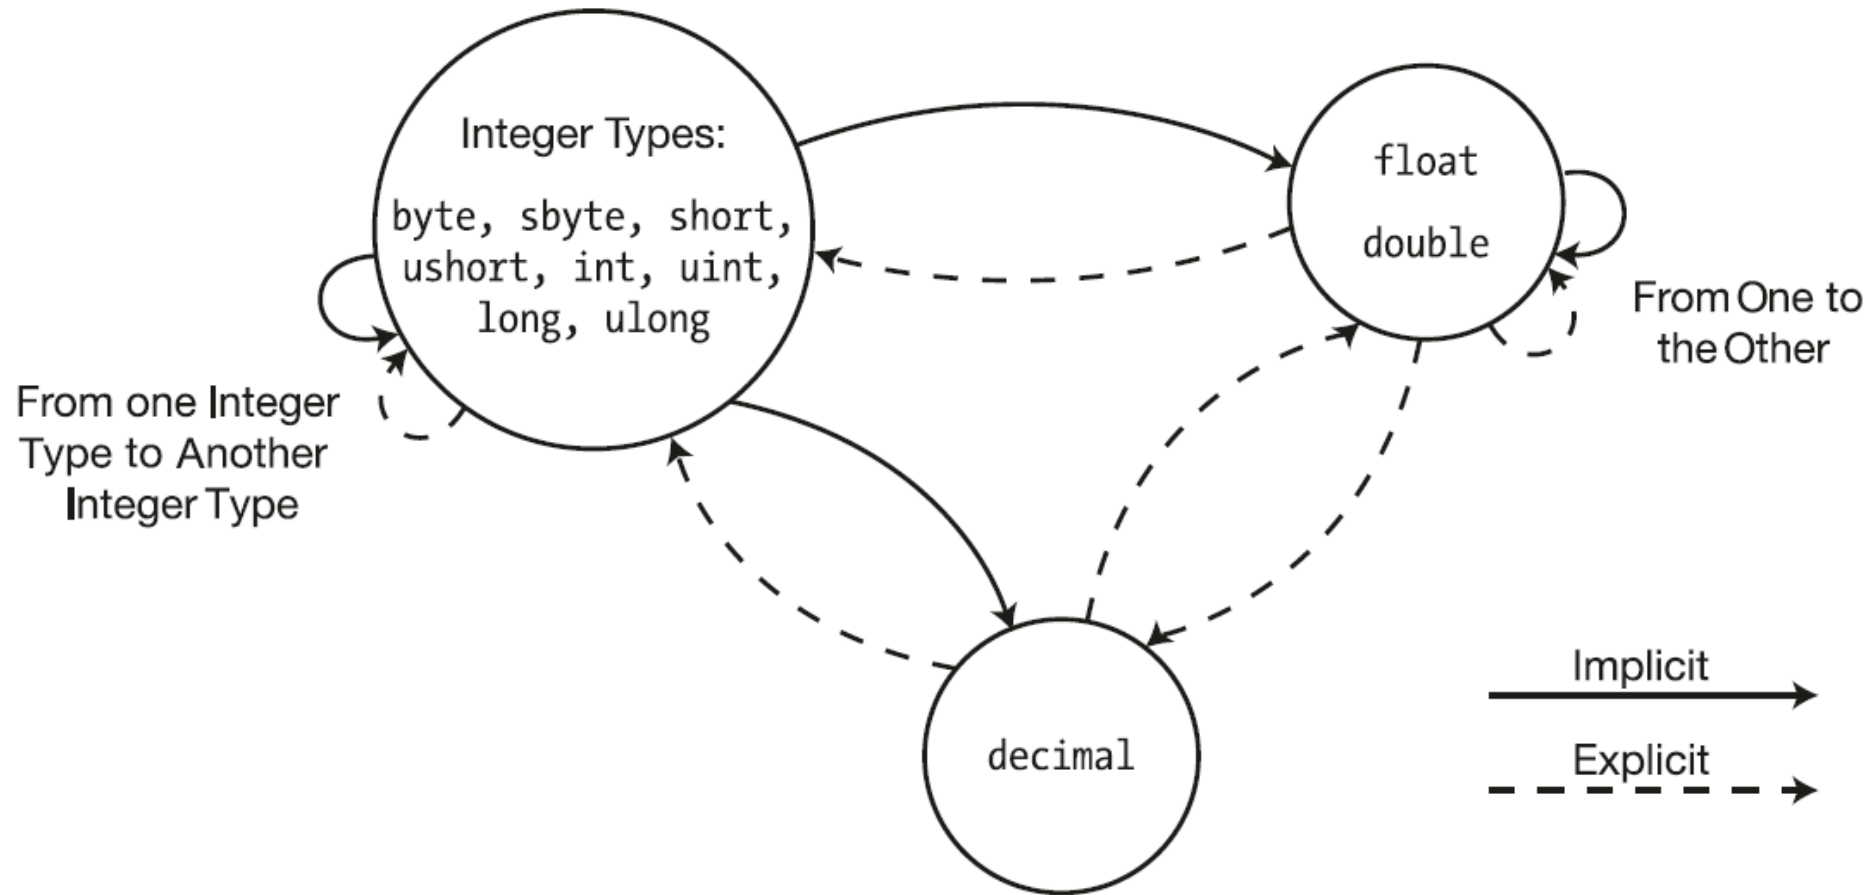 Integer Types:
byte, sbyte, short,
ushort, int, uint,
long, ulong
float
double
From One to
the Other
From one Integer
Type to Another
Integer Type
decimal
Implicit
Explicit